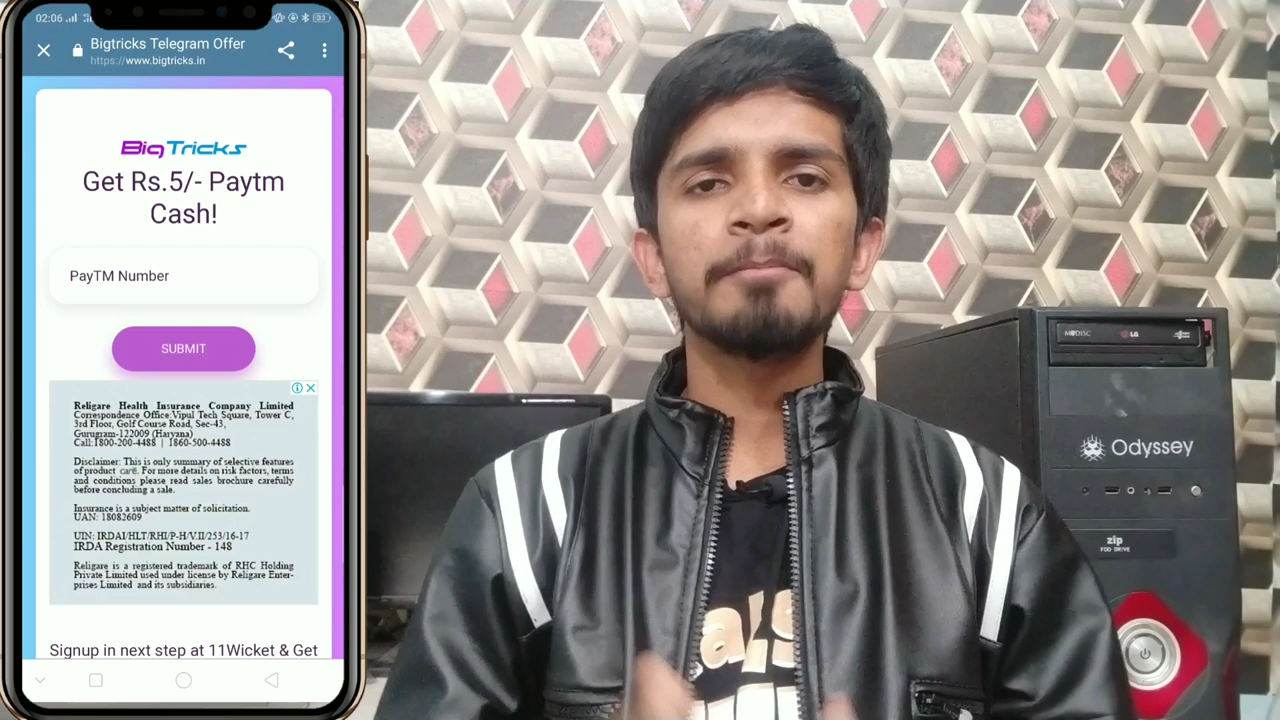 02:06
Bigtricks Telegram Offer
https://www.bigtricks.in
BigTricks
Get Rs.5/- Paytm
Cash!
PayTM Number
SUBMIT
Religare Health Insurance Company Limited
Correspondence Office:Vipul Tech Square, Tower C,
3rd Floor, Golf Course Road, Sec-43,
Gurugram-122009 (Haryana)
Call:1800-200-4488 | 1860-500-4488
Disclaimer: This is only summary of selective features
of product care. For more details on risk factors, terms
and conditions please read sales brochure carefully
before concluding a sale.
Insurance is a subject matter of solicitation.
UAN: 18082609
UIN: IRDAI/HLT/RHI/P-H/V.II/253/16-17
IRDA Registration Number - 148
Religare is a registered trademark of RHC Holding
Private Limited used under license by Religare Enter-
prises Limited and its subsidiaries.
Signup in next step at 11Wicket & Get
M-DISC
LG
Odyssey
zip
FDD DRIVE